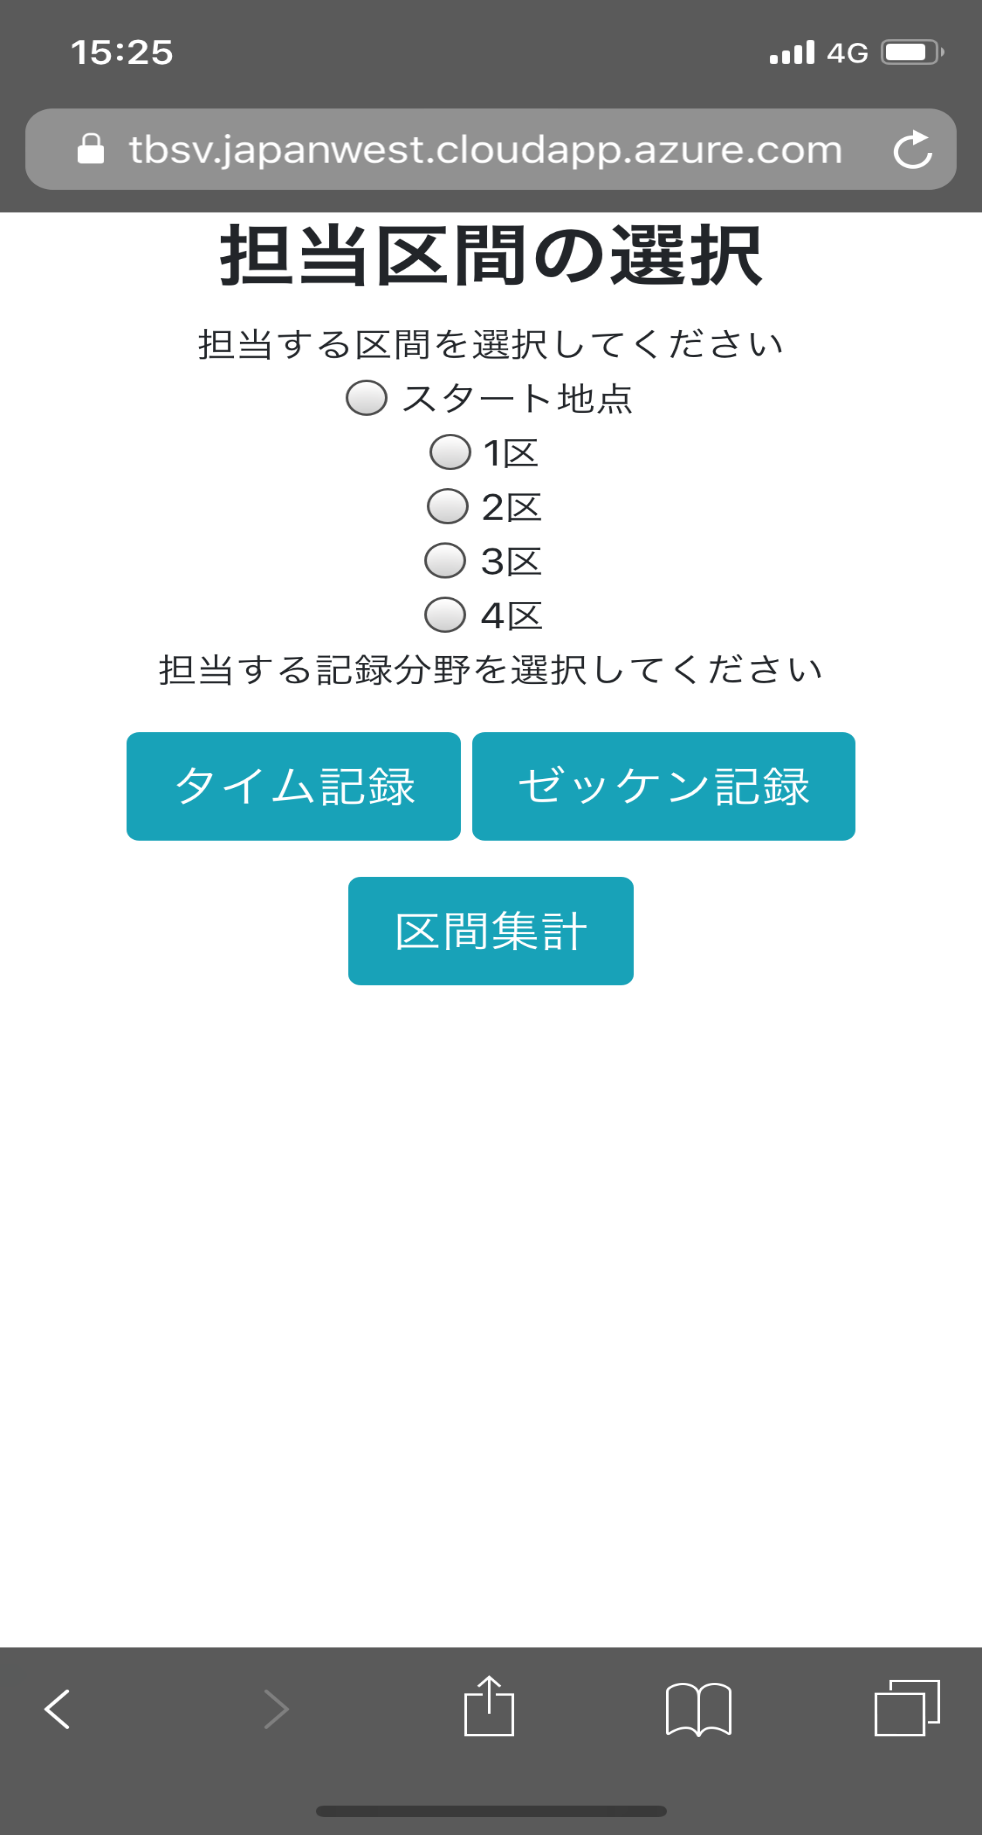 15:25
4G
tbsv.japanwest.cloudapp.azure.com
担当区間の選択
担当する区間を選択してください
スタート地点
1区
2区
3区
4区
担当する記録分野を選択してください
タイム記録 ゼッケン記録
区間集計